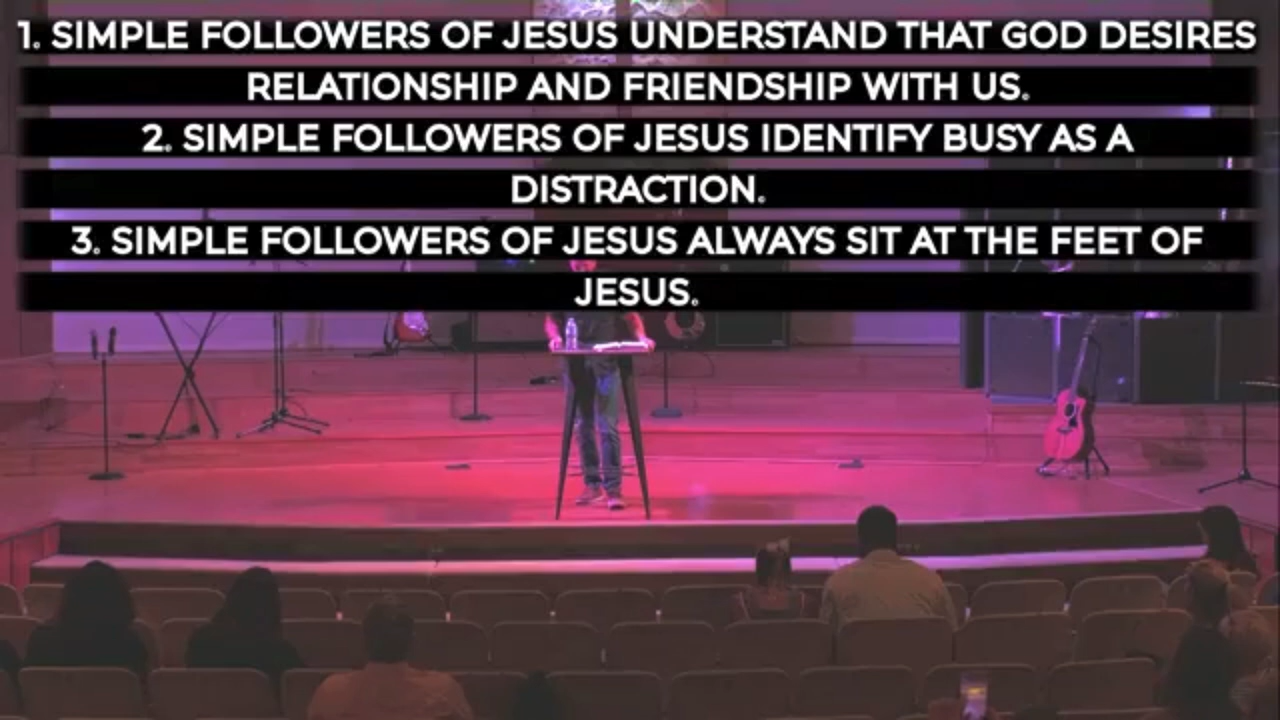 1. SIMPLE FOLLOWERS OF JESUS UNDERSTAND THAT GOD DESIRES
RELATIONSHIP AND FRIENDSHIP WITH US.
2. SIMPLE FOLLOWERS OF JESUS IDENTIFY BUSY AS A
DISTRACTION.
3. SIMPLE FOLLOWERS OF JESUS ALWAYS SIT AT THE FEET OF
JESUS.